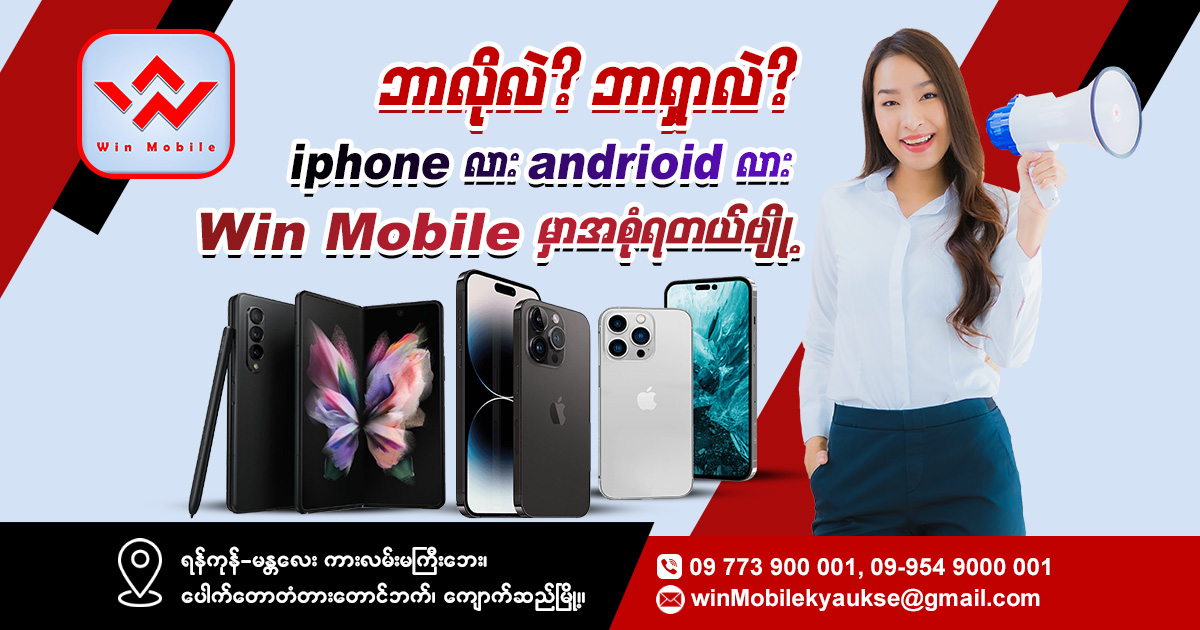 Win Mobile
ဘာလိုလဲ? ဘာရှာလဲ?
iphone လား andrioid လား
Win Mobile မှာအစုံရတယ်ဗျို့
ရန်ကုန်-မန္တလေး ကားလမ်းမကြီးဘေး၊
ပေါက်တောတံတားတောင်ဘက်၊ ကျောက်ဆည်မြို့။
09 773 900 001, 09-954 9000 001
winMobilekyaukse@gmail.com